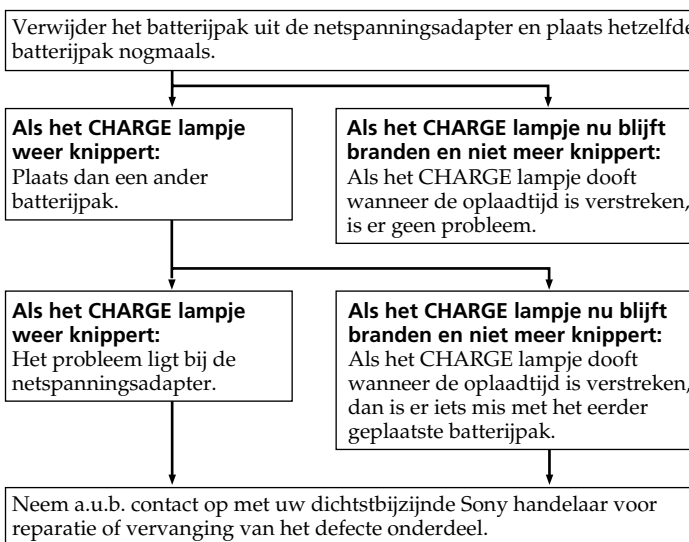 Verwijder het batterijpak uit de netspanningsadapter en plaats hetzelfde
batterijpak nogmaals.
Als het CHARGE lampje
weer knippert:
Plaats dan een ander
batterijpak.
Als het CHARGE lampje nu blijft
branden en niet meer knippert:
Als het CHARGE lampje dooft
wanneer de oplaadtijd is verstreken,
is er geen probleem.
Als het CHARGE lampje
weer knippert:
Het probleem ligt bij de
netspanningsadapter.
Als het CHARGE lampje nu blijft
branden en niet meer knippert:
Als het CHARGE lampje dooft
wanneer de oplaadtijd is verstreken,
dan is er iets mis met het eerder
geplaatste batterijpak.
Neem a.u.b. contact op met uw dichtstbijzijnde Sony handelaar voor
reparatie of vervanging van het defecte onderdeel.